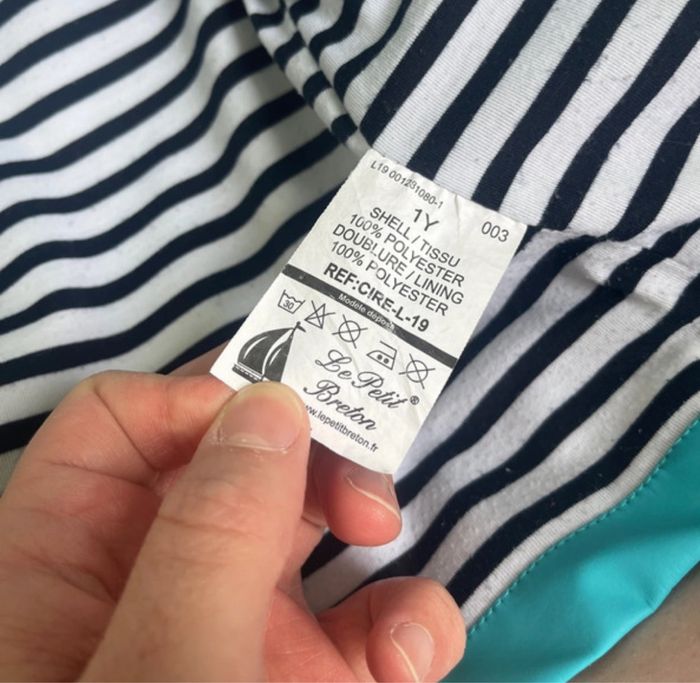 L19 001231080-1
1Y
003
SHELL / TISSU
100% POLYESTER
DOUBLURE / LINING
100% POLYESTER
REF:CIRE-L-19
Modele déposé
30
Le Petit
Breton®
www.lepetitbreton.fr